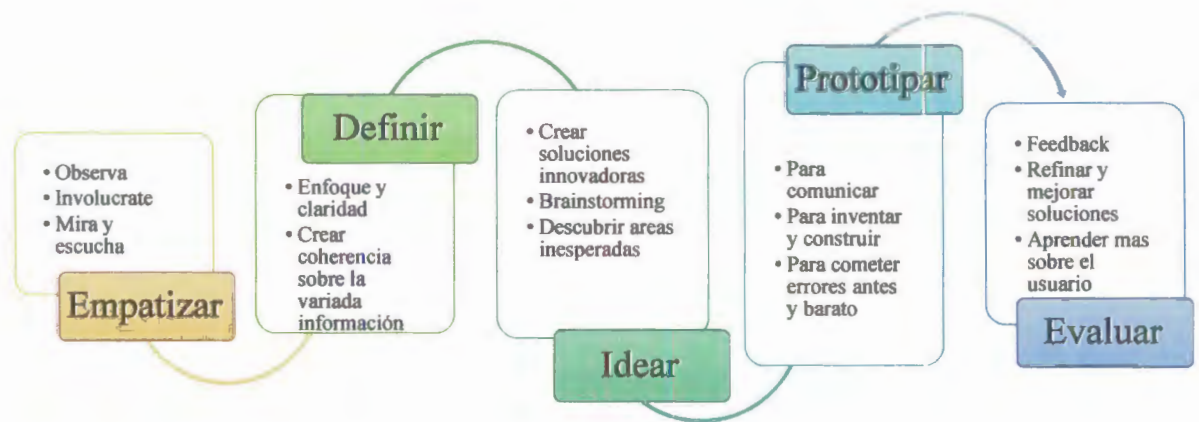 • Observa
• Involucrate
• Mira y
escucha
Empatizar
Definir
• Enfoque y
claridad
• Crear
coherencia
sobre la
variada
información
• Crear
soluciones
innovadoras
• Brainstorming
• Descubrir areas
inesperadas
Idear
Prototipar
• Para
comunicar
• Para inventar
y construir
• Para cometer
errores antes
y barato
• Feedback
• Refinar y
mejorar
soluciones
• Aprender mas
sobre el
usuario
Evaluar